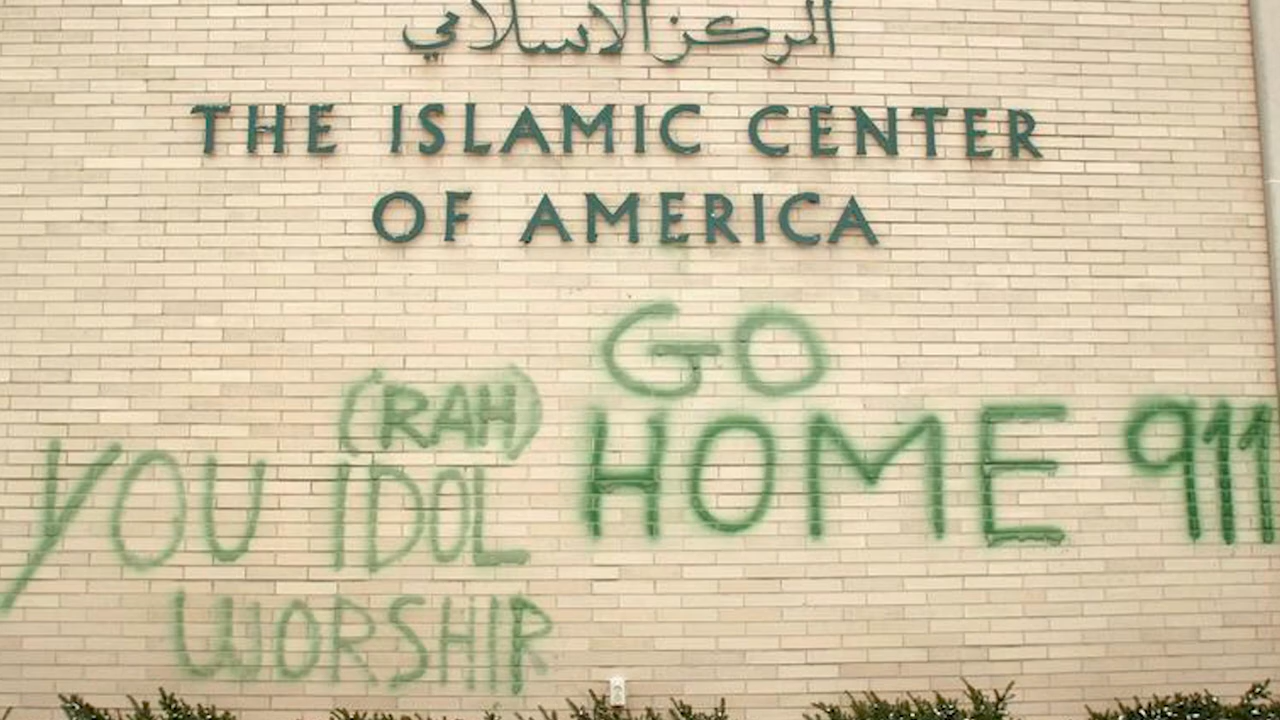 المركز الاسلامي
THE ISLAMIC CENTER
OF AMERICA
GO
HOME 911
(RAH)
YOU IDOL
WORSHIP